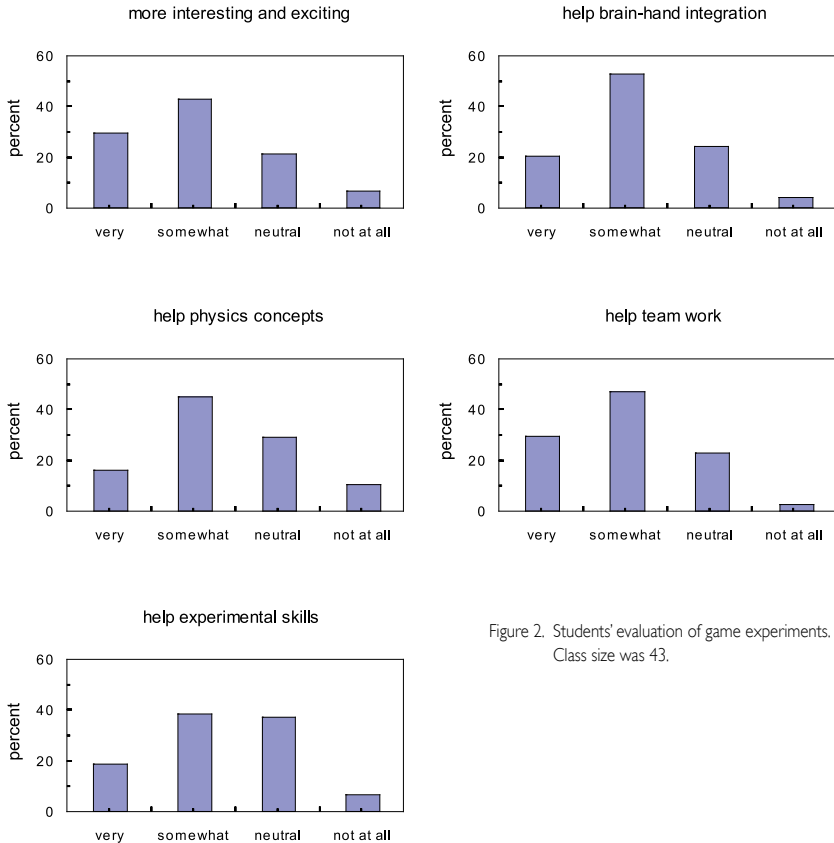 more interesting and exciting
60
40
20
0
percent
very somewhat neutral not at all
help brain-hand integration
60
40
20
0
percent
very somewhat neutral not at all
help physics concepts
60
40
20
0
percent
very somewhat neutral not at all
help team work
60
40
20
0
percent
very somewhat neutral not at all
help experimental skills
60
40
20
0
percent
very somewhat neutral not at all
Figure 2. Students' evaluation of game experiments.
Class size was 43.